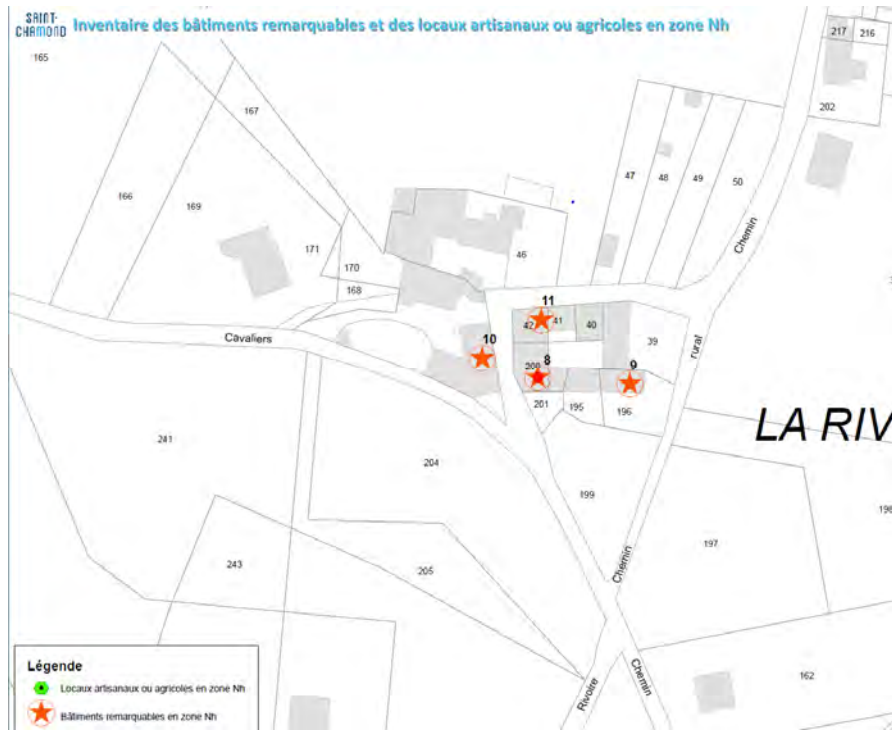 SAINT-
CHAMOND
Inventaire des bâtiments remarquables et des locaux artisanaux ou agricoles en zone Nh
165
217
216
202
167
47
48
49
50
166
169
171
170
168
46
Chemin
11
42
41
40
39
rural
Cavaliers
10
8
9
200
201
195
196
LA RIV
241
204
199
198
197
243
205
Chemin
Chemin
Rivoire
162
Légende
Locaux artisanaux ou agricoles en zone Nh
Bâtiments remarquables en zone Nh